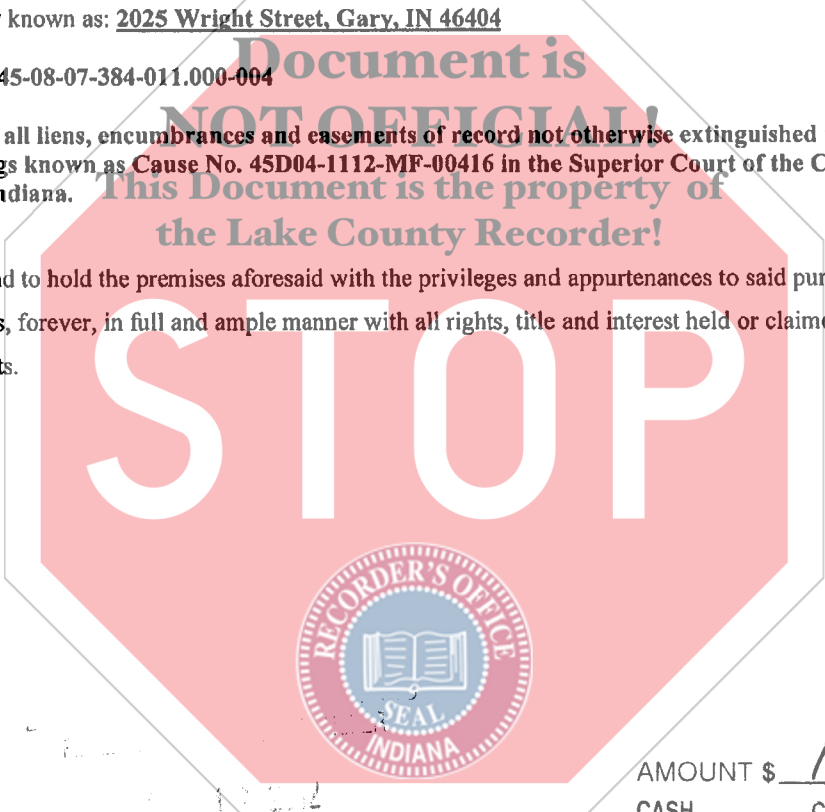 known as: 2025 Wright Street, Gary, IN 46404
Document is
45-08-07-384-011.000-004
NOT OFFICIAL!
all liens, encumbrances and easements of record not otherwise extinguished
gs known as Cause No. 45D04-1112-MF-00416 in the Superior Court of the C
ndiana.
This Document is the property of
the Lake County Recorder!
d to hold the premises aforesaid with the privileges and appurtenances to said pur
s, forever, in full and ample manner with all rights, title and interest held or claime
ts.
STOP
RECORDER'S OFFICE
SEAL
INDIANA
AMOUNT $
CASH